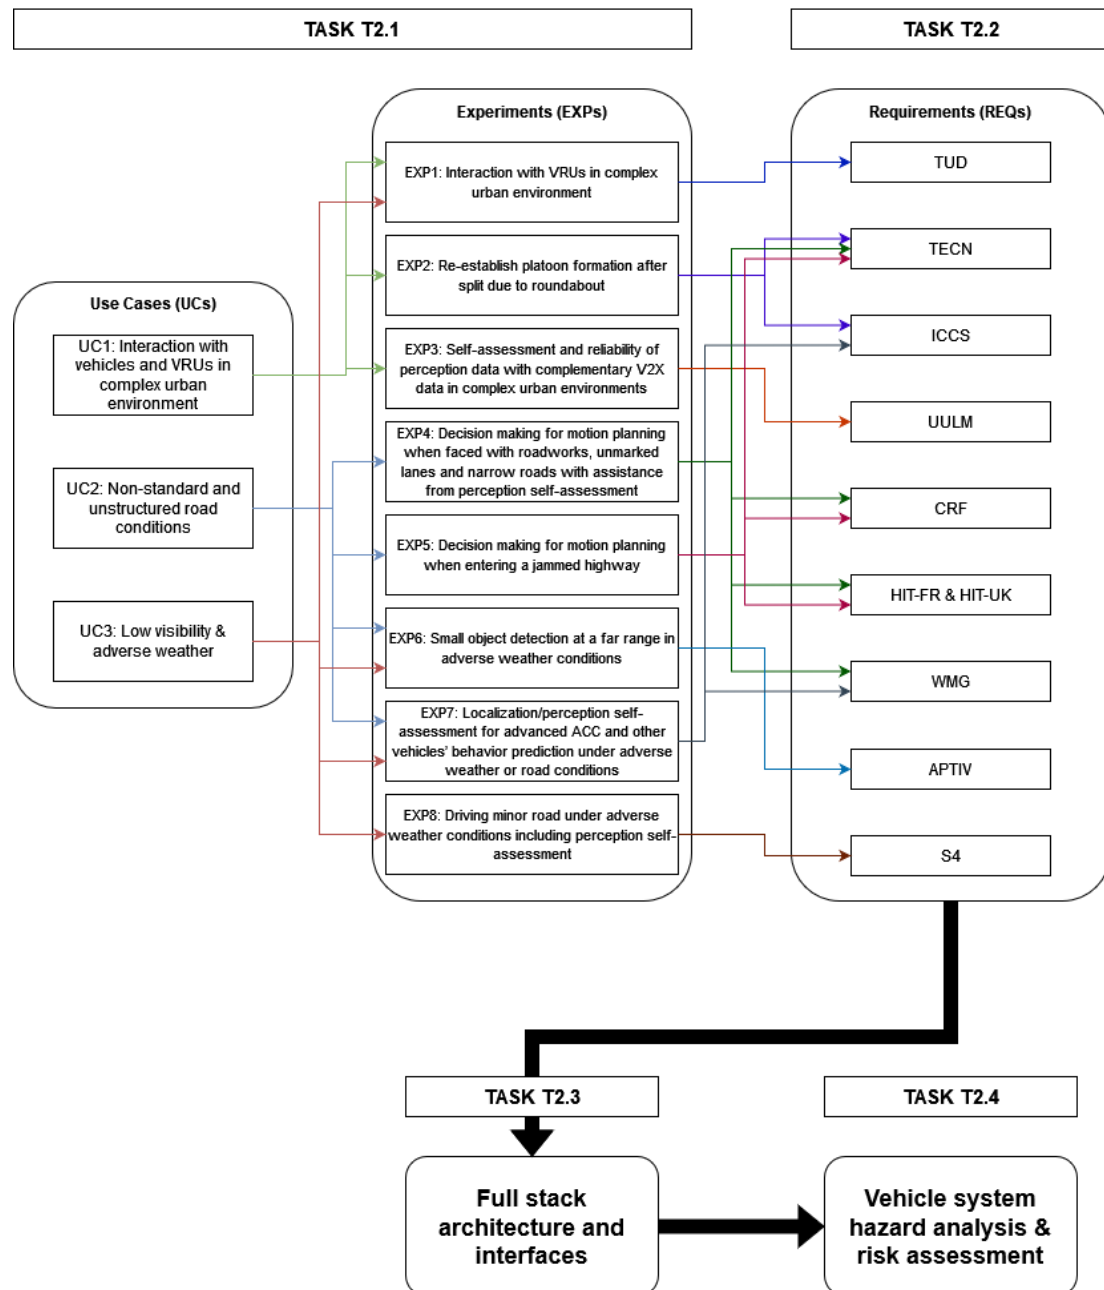 TASK T2.1
TASK T2.2
Use Cases (UCs)
UC1: Interaction with
vehicles and VRUs in
complex urban
environment
UC2: Non-standard and
unstructured road
conditions
UC3: Low visibility &
adverse weather
Experiments (EXPs)
EXP1: Interaction with VRUs in complex
urban environment
EXP2: Re-establish platoon formation after
split due to roundabout
EXP3: Self-assessment and reliability of
perception data with complementary V2X
data in complex urban environments
EXP4: Decision making for motion planning
when faced with roadworks, unmarked
lanes and narrow roads with assistance
from perception self-assessment
EXP5: Decision making for motion planning
when entering a jammed highway
EXP6: Small object detection at a far range in
adverse weather conditions
EXP7: Localization/perception self-
assessment for advanced ACC and other
vehicles' behavior prediction under adverse
weather or road conditions
EXP8: Driving minor road under adverse
weather conditions including perception self-
assessment
Requirements (REQs)
TUD
TECN
ICCS
UULM
CRF
HIT-FR & HIT-UK
WMG
APTIV
S4
TASK T2.3
TASK T2.4
Full stack
architecture and
interfaces
Vehicle system
hazard analysis &
risk assessment